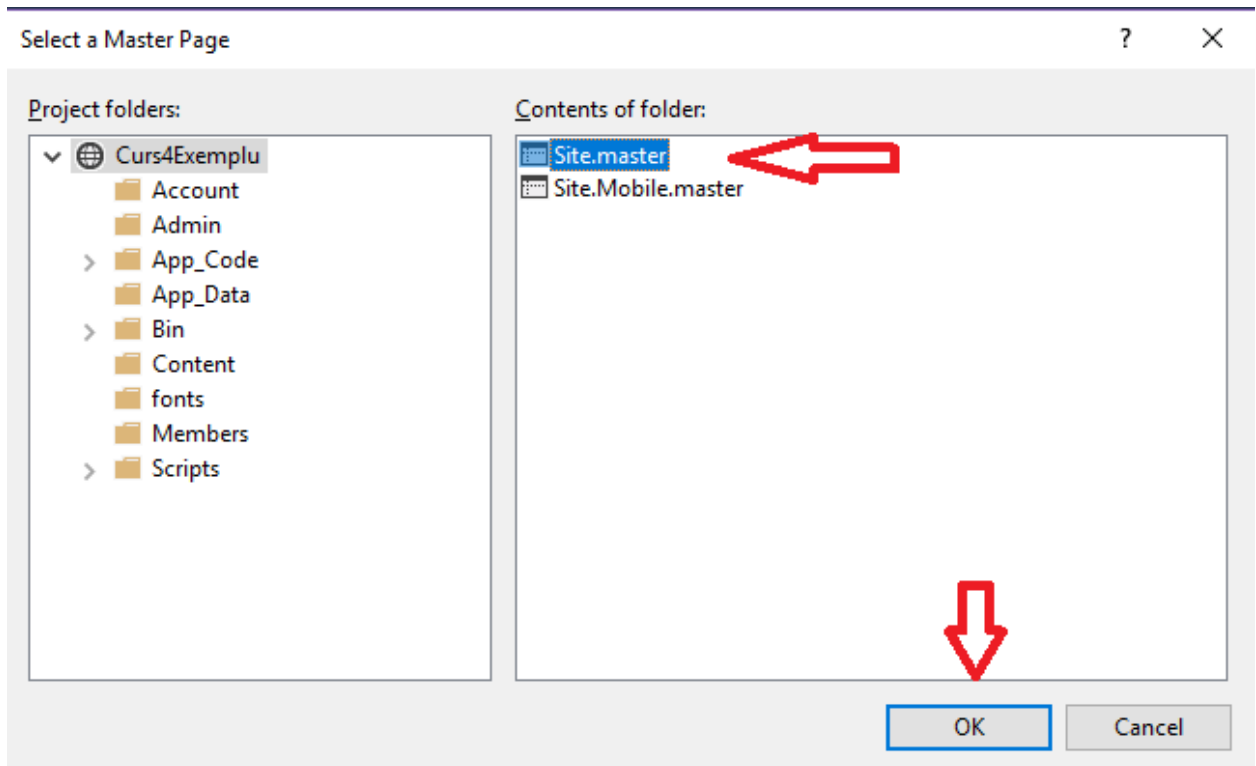 Select a Master Page ?
Project folders:
Curs4Exemplu
Account
Admin
App_Code
App_Data
Bin
Content
fonts
Members
Scripts
Contents of folder:
Site.master
Site.Mobile.master
OK Cancel